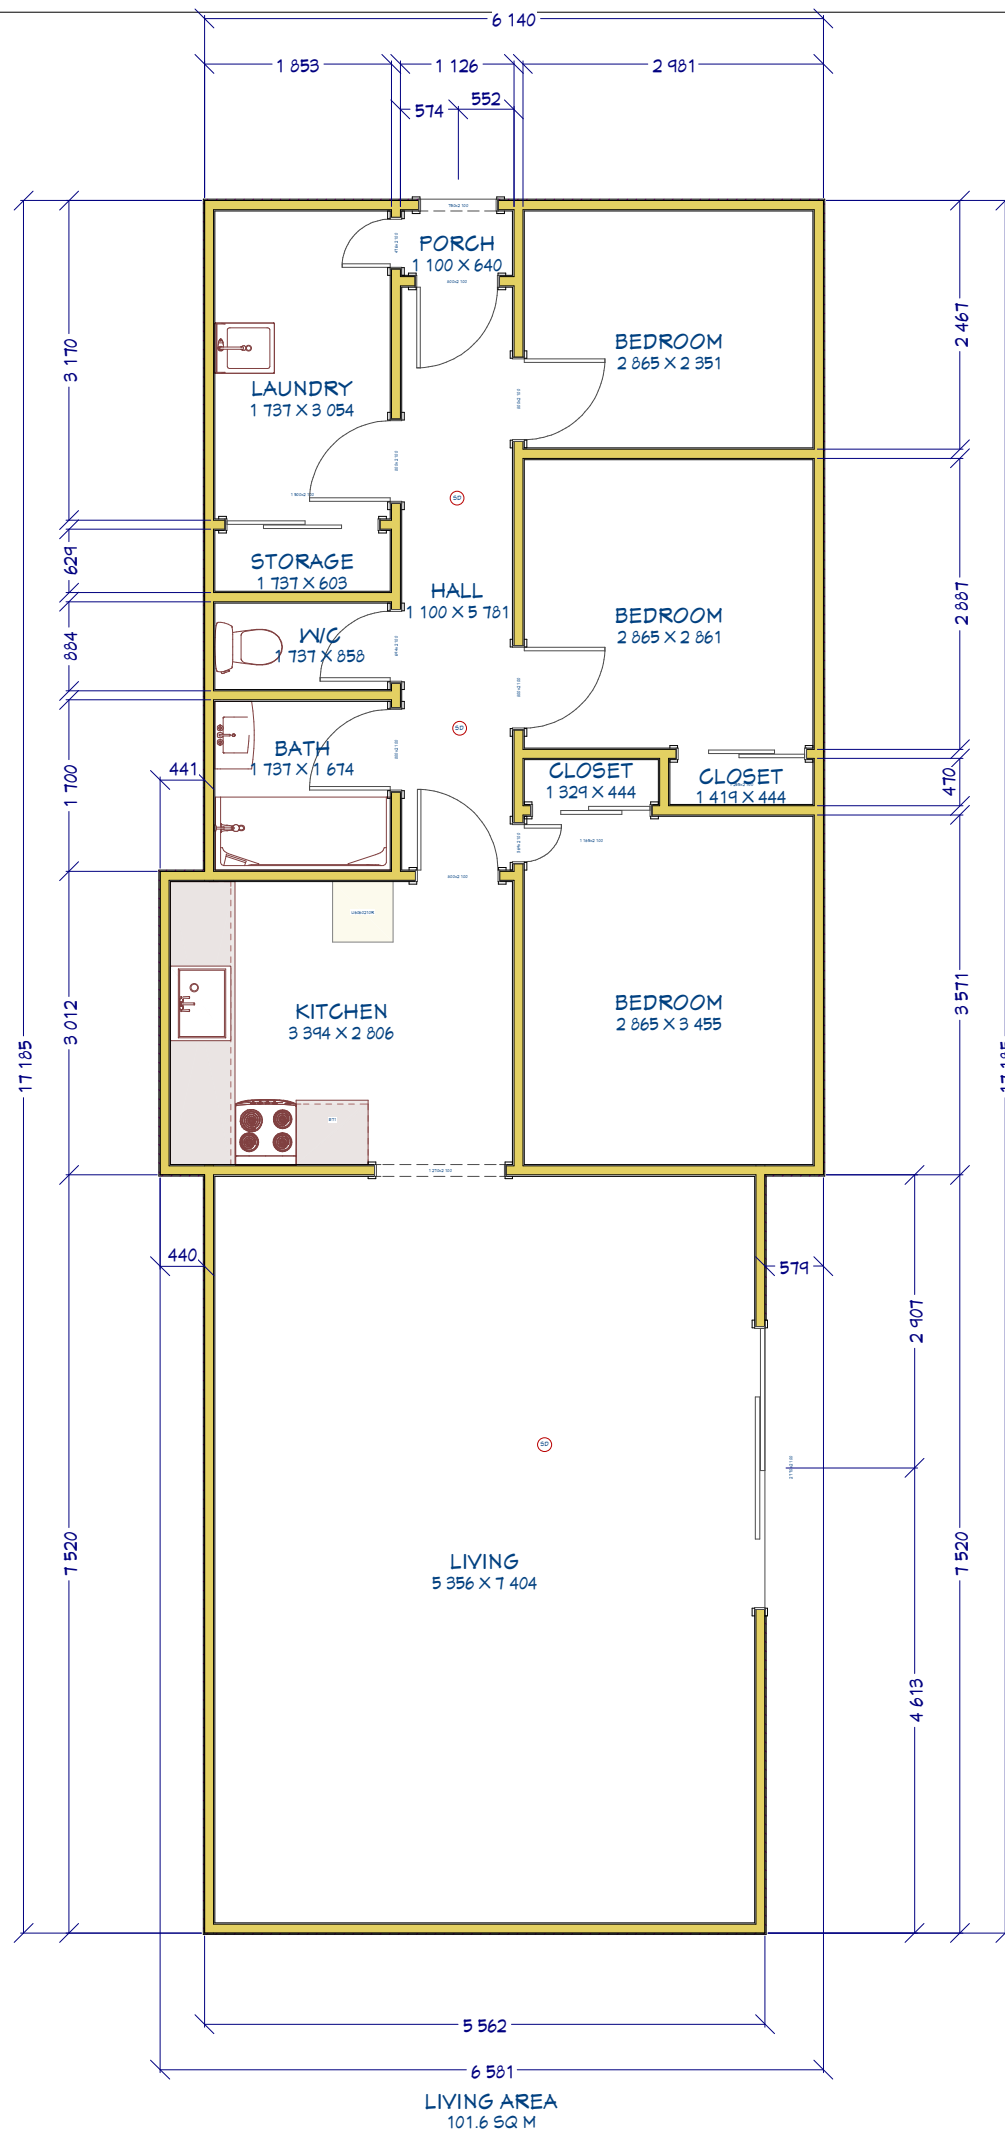 6 140
1 853
1 126
2 981
574
552
PORCH
1 100 X 640
BEDROOM
2 865 X 2 351
2 467
3 170
LAUNDRY
1 737 X 3 054
SD
STORAGE
1 737 X 603
629
HALL
1 100 X 5 781
BEDROOM
2 865 X 2 861
2 887
W/C
1 737 X 858
884
SD
BATH
1 737 X 1 674
441
1 700
CLOSET
1 329 X 444
CLOSET
1 419 X 444
470
KITCHEN
3 394 X 2 806
BEDROOM
2 865 X 3 455
3 012
3 571
17 185
17 185
440
579
2 907
SD
LIVING
5 356 X 7 404
7 520
7 520
4 613
5 562
6 581
LIVING AREA
101.6 SQ M